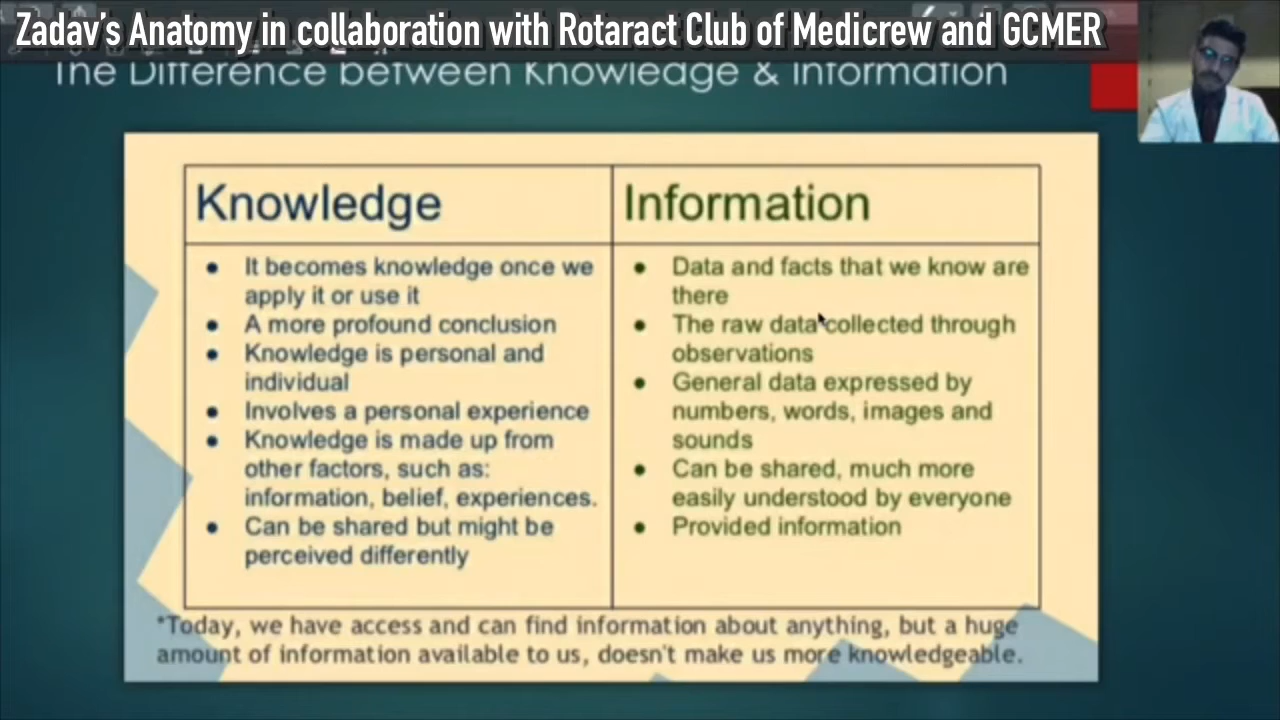 Zadav's Anatomy in collaboration with Rotaract Club of Medicrew and GCMER
The Difference between Knowledge & Information
Knowledge
It becomes knowledge once we
apply it or use it
A more profound conclusion
Knowledge is personal and
individual
Involves a personal experience
Knowledge is made up from
other factors, such as:
information, belief, experiences.
Can be shared but might be
perceived differently
Information
Data and facts that we know are
there
The raw data collected through
observations
General data expressed by
numbers, words, images and
sounds
Can be shared, much more
easily understood by everyone
Provided information
*Today, we have access and can find information about anything, but a huge
amount of information available to us, doesn't make us more knowledgeable.